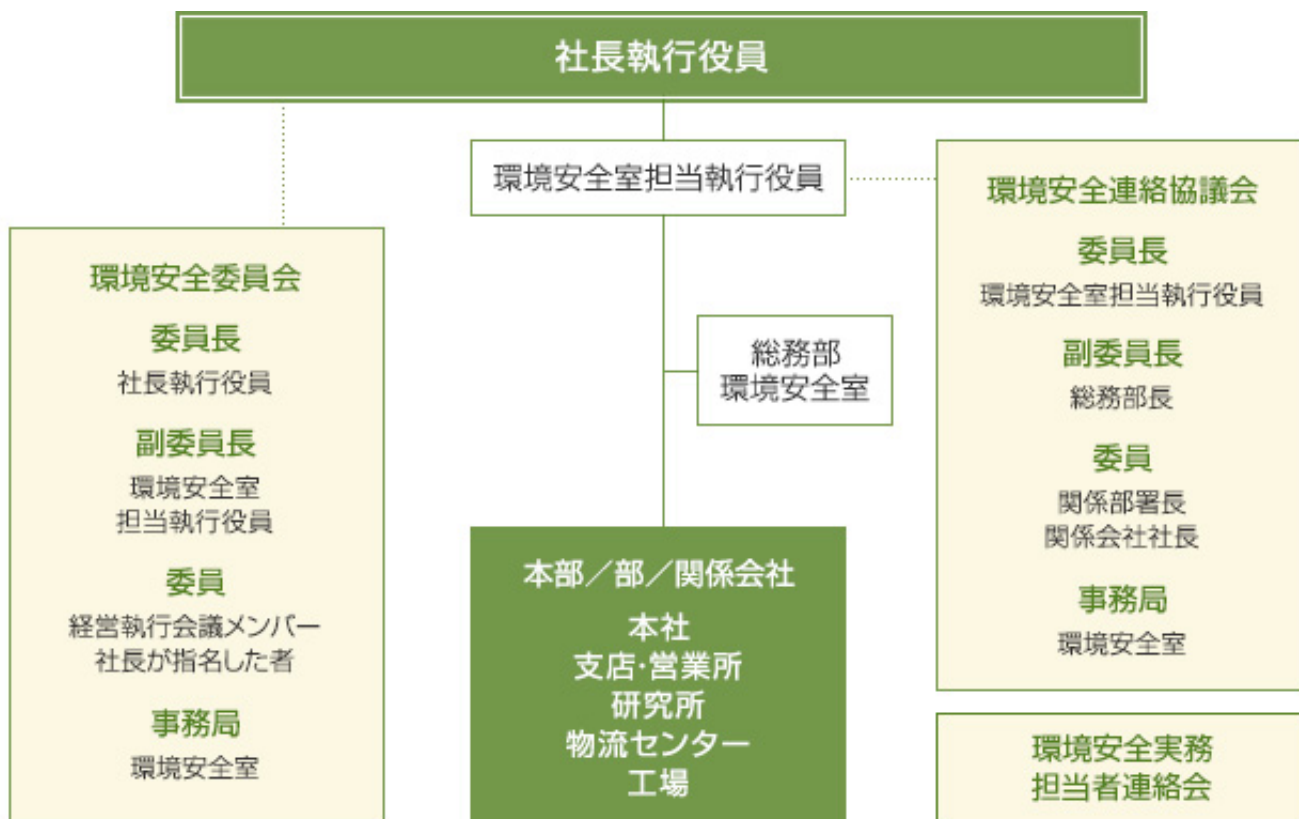 社長執行役員
環境安全室担当執行役員
環境安全委員会
委員長
社長執行役員
副委員長
環境安全室
担当執行役員
委員
経営執行会議メンバー
社長が指名した者
事務局
環境安全室
総務部
環境安全室
本部／部／関係会社
本社
支店・営業所
研究所
物流センター
工場
環境安全連絡協議会
委員長
環境安全室担当執行役員
副委員長
総務部長
委員
関係部署長
関係会社社長
事務局
環境安全室
環境安全実務
担当者連絡会